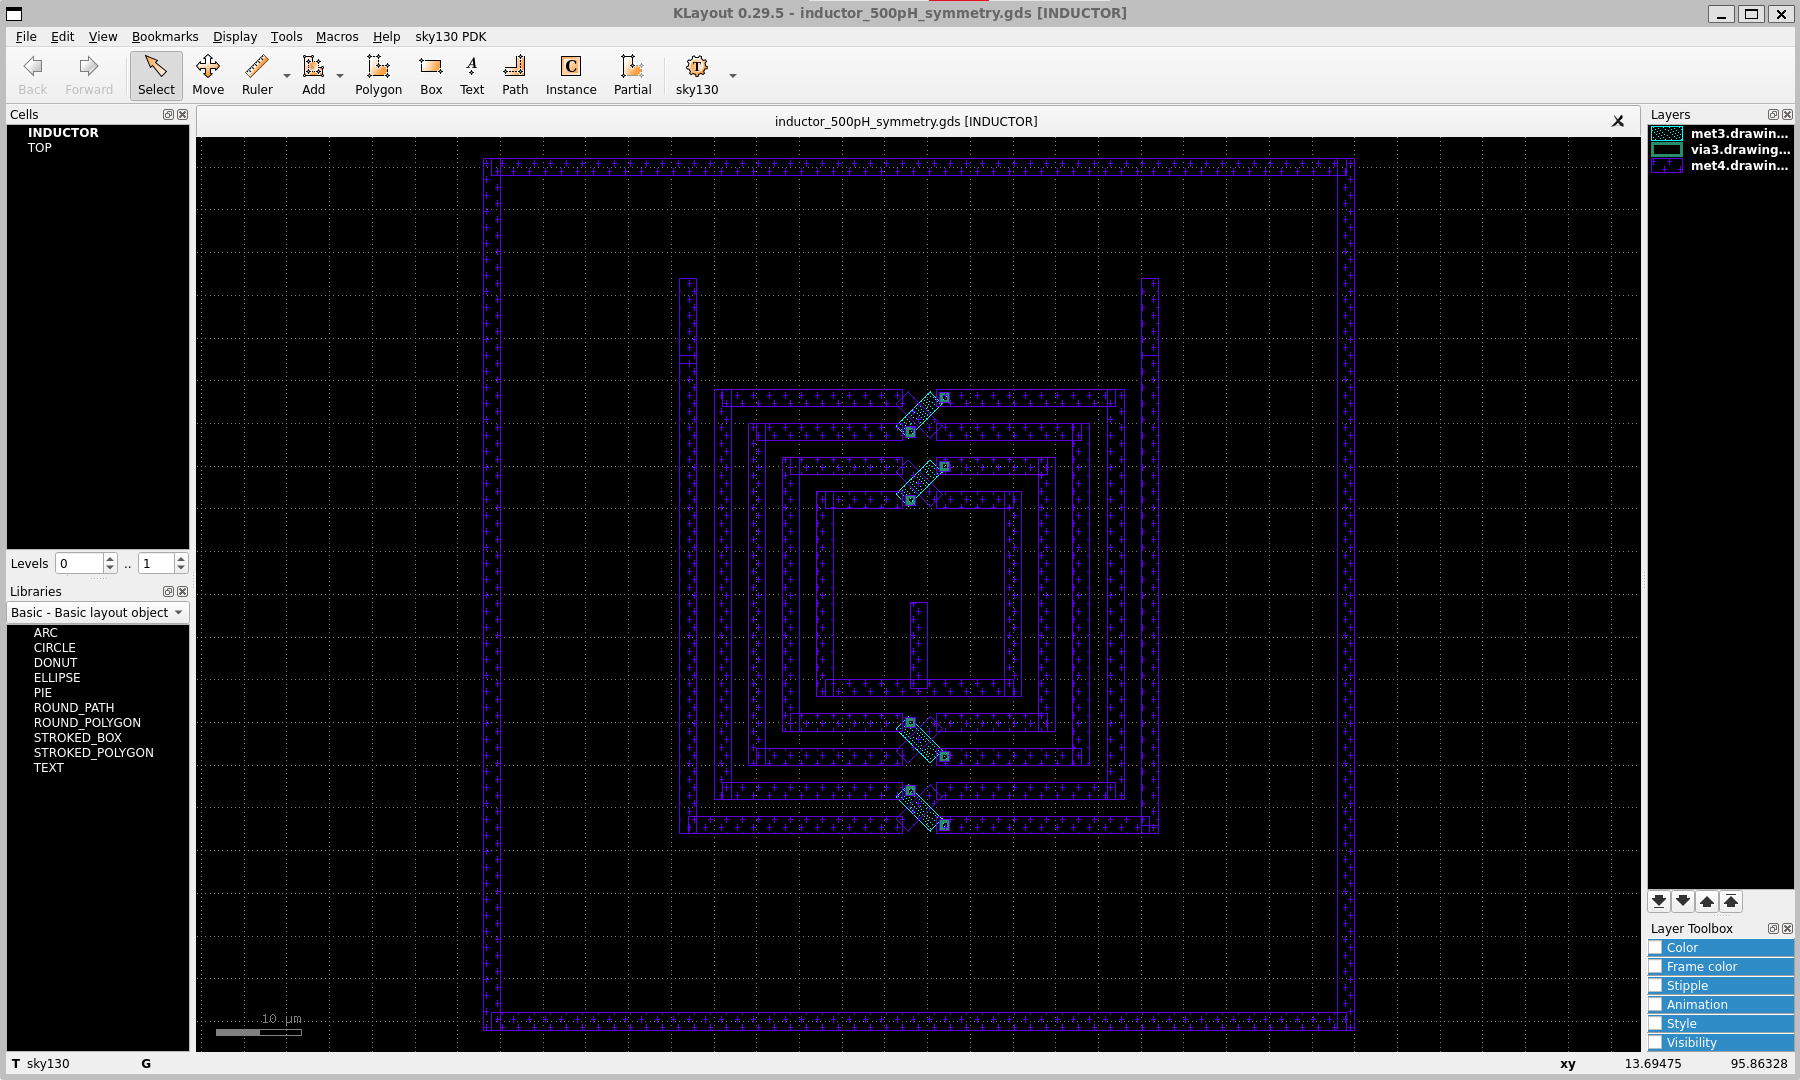 KLayout 0.29.5 - inductor_500pH_symmetry.gds [INDUCTOR]
File Edit View Bookmarks Display Tools Macros Help sky130 PDK
Back Forward Select Move Ruler Add Polygon Box Text Path Instance Partial sky130
Cells
INDUCTOR
TOP
Levels 0 .. 1
Libraries
Basic - Basic layout object
ARC
CIRCLE
DONUT
ELLIPSE
PIE
ROUND_PATH
ROUND_POLYGON
STROKED_BOX
STROKED_POLYGON
TEXT
inductor_500pH_symmetry.gds [INDUCTOR]
10 µm
Layers
met3.drawin...
via3.drawing...
met4.drawin...
Layer Toolbox
Color
Frame color
Stipple
Animation
Style
Visibility
T sky130 G xy 13.69475 95.86328